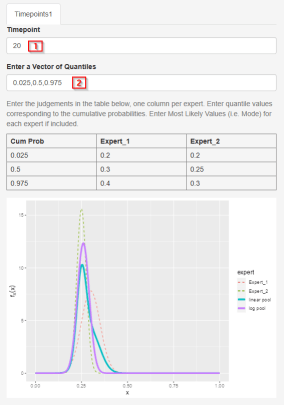 Timepoints1
Timepoint
20
1
Enter a Vector of Quantiles
0.025,0.5,0.975
2
Enter the judgements in the table below, one column per expert. Enter quantile values
corresponding to the cumulative probabilities. Enter Most Likely Values (i.e. Mode) for
each expert if included.
Cum Prob Expert_1 Expert_2
0.025 0.2 0.2
0.5 0.3 0.25
0.975 0.4 0.3
15
10
5
0
0.00 0.25 0.50 0.75 1.00
x
expert
Expert_1
Expert_2
linear pool
log pool